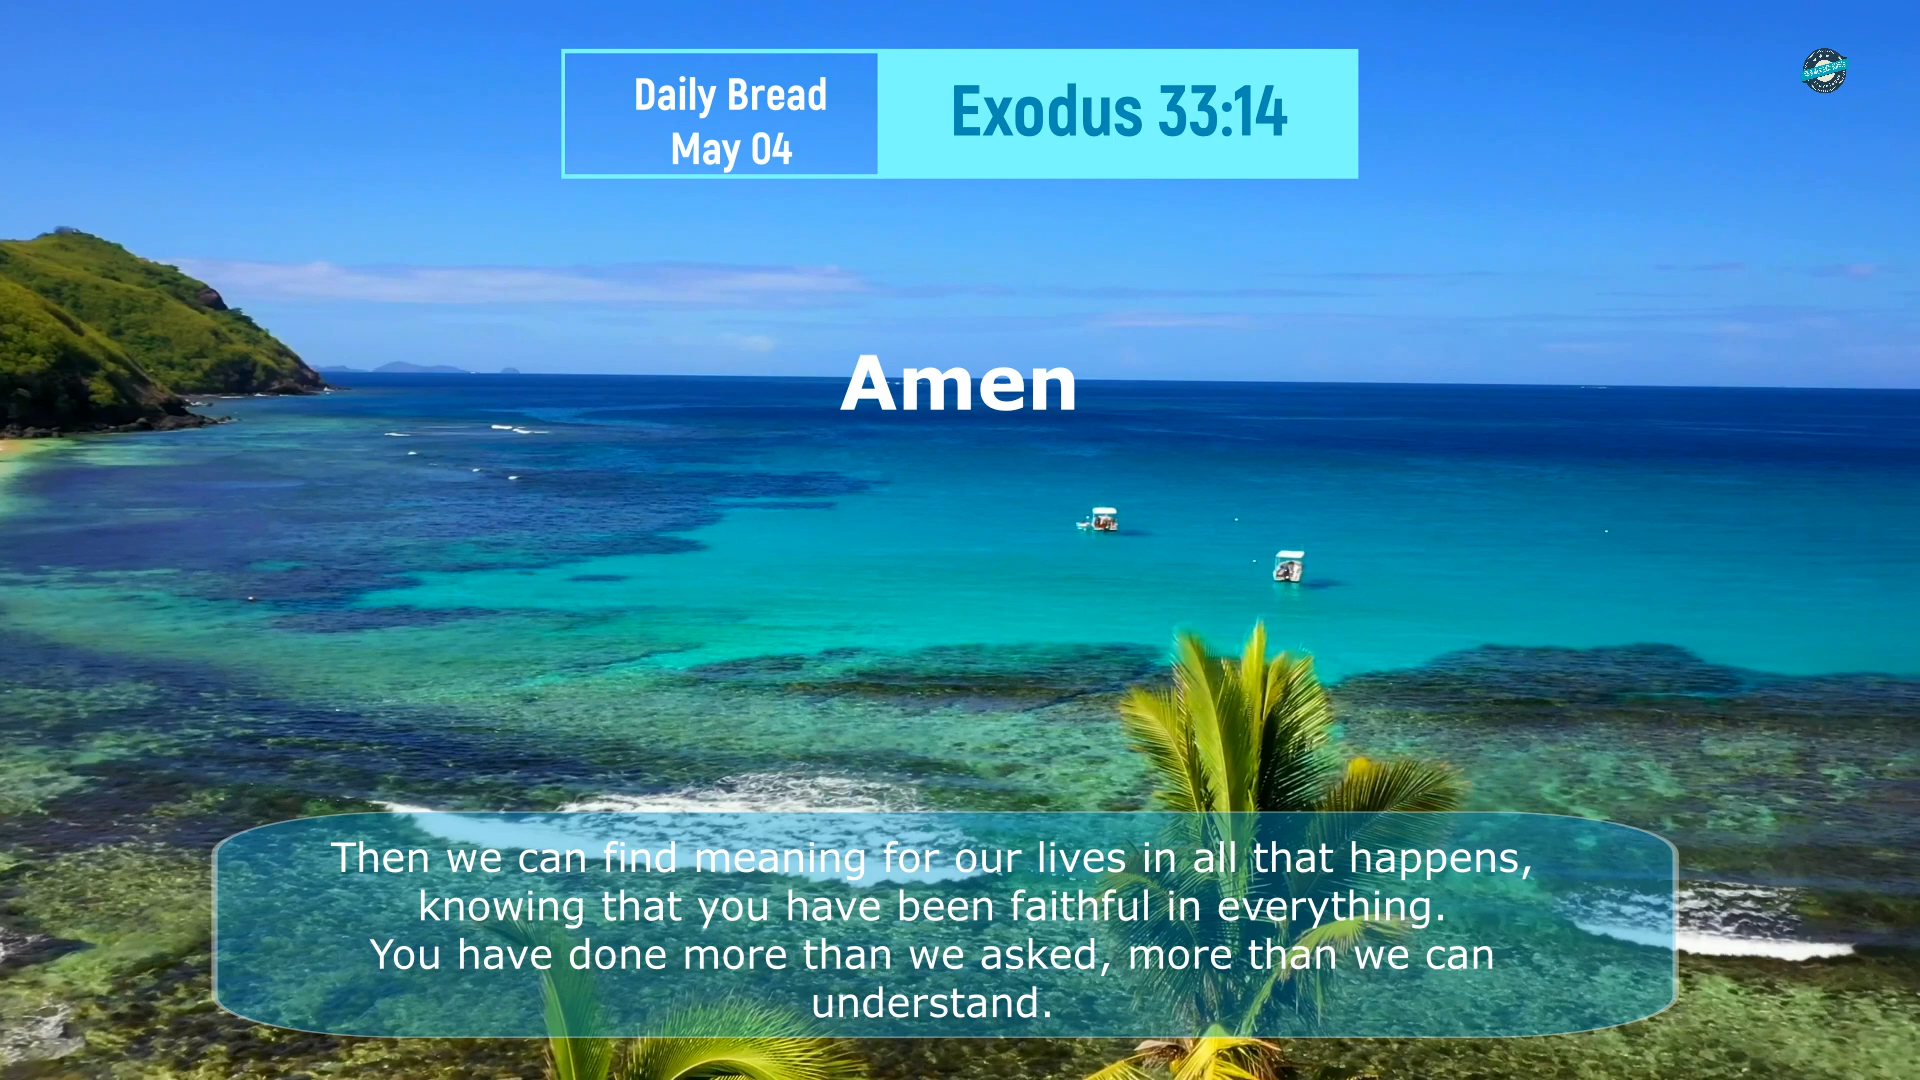 Daily Bread
May 04
Exodus 33:14
Amen
Then we can find meaning for our lives in all that happens,
knowing that you have been faithful in everything.
You have done more than we asked, more than we can
understand.